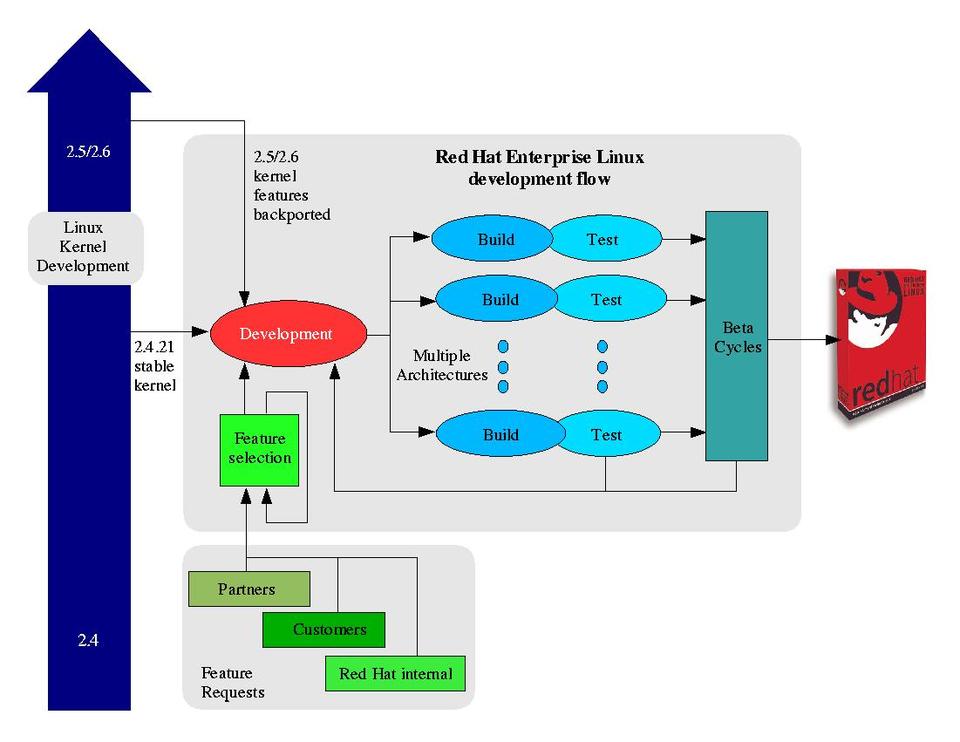 2.5/2.6
Linux
Kernel
Development
2.4
2.5/2.6
kernel
features
backported
2.4.21
stable
kernel
Red Hat Enterprise Linux
development flow
Development
Build
Test
Build
Test
Multiple
Architectures
Build
Test
Beta
Cycles
Feature
selection
Partners
Customers
Red Hat internal
Feature
Requests
LINUX
redhat